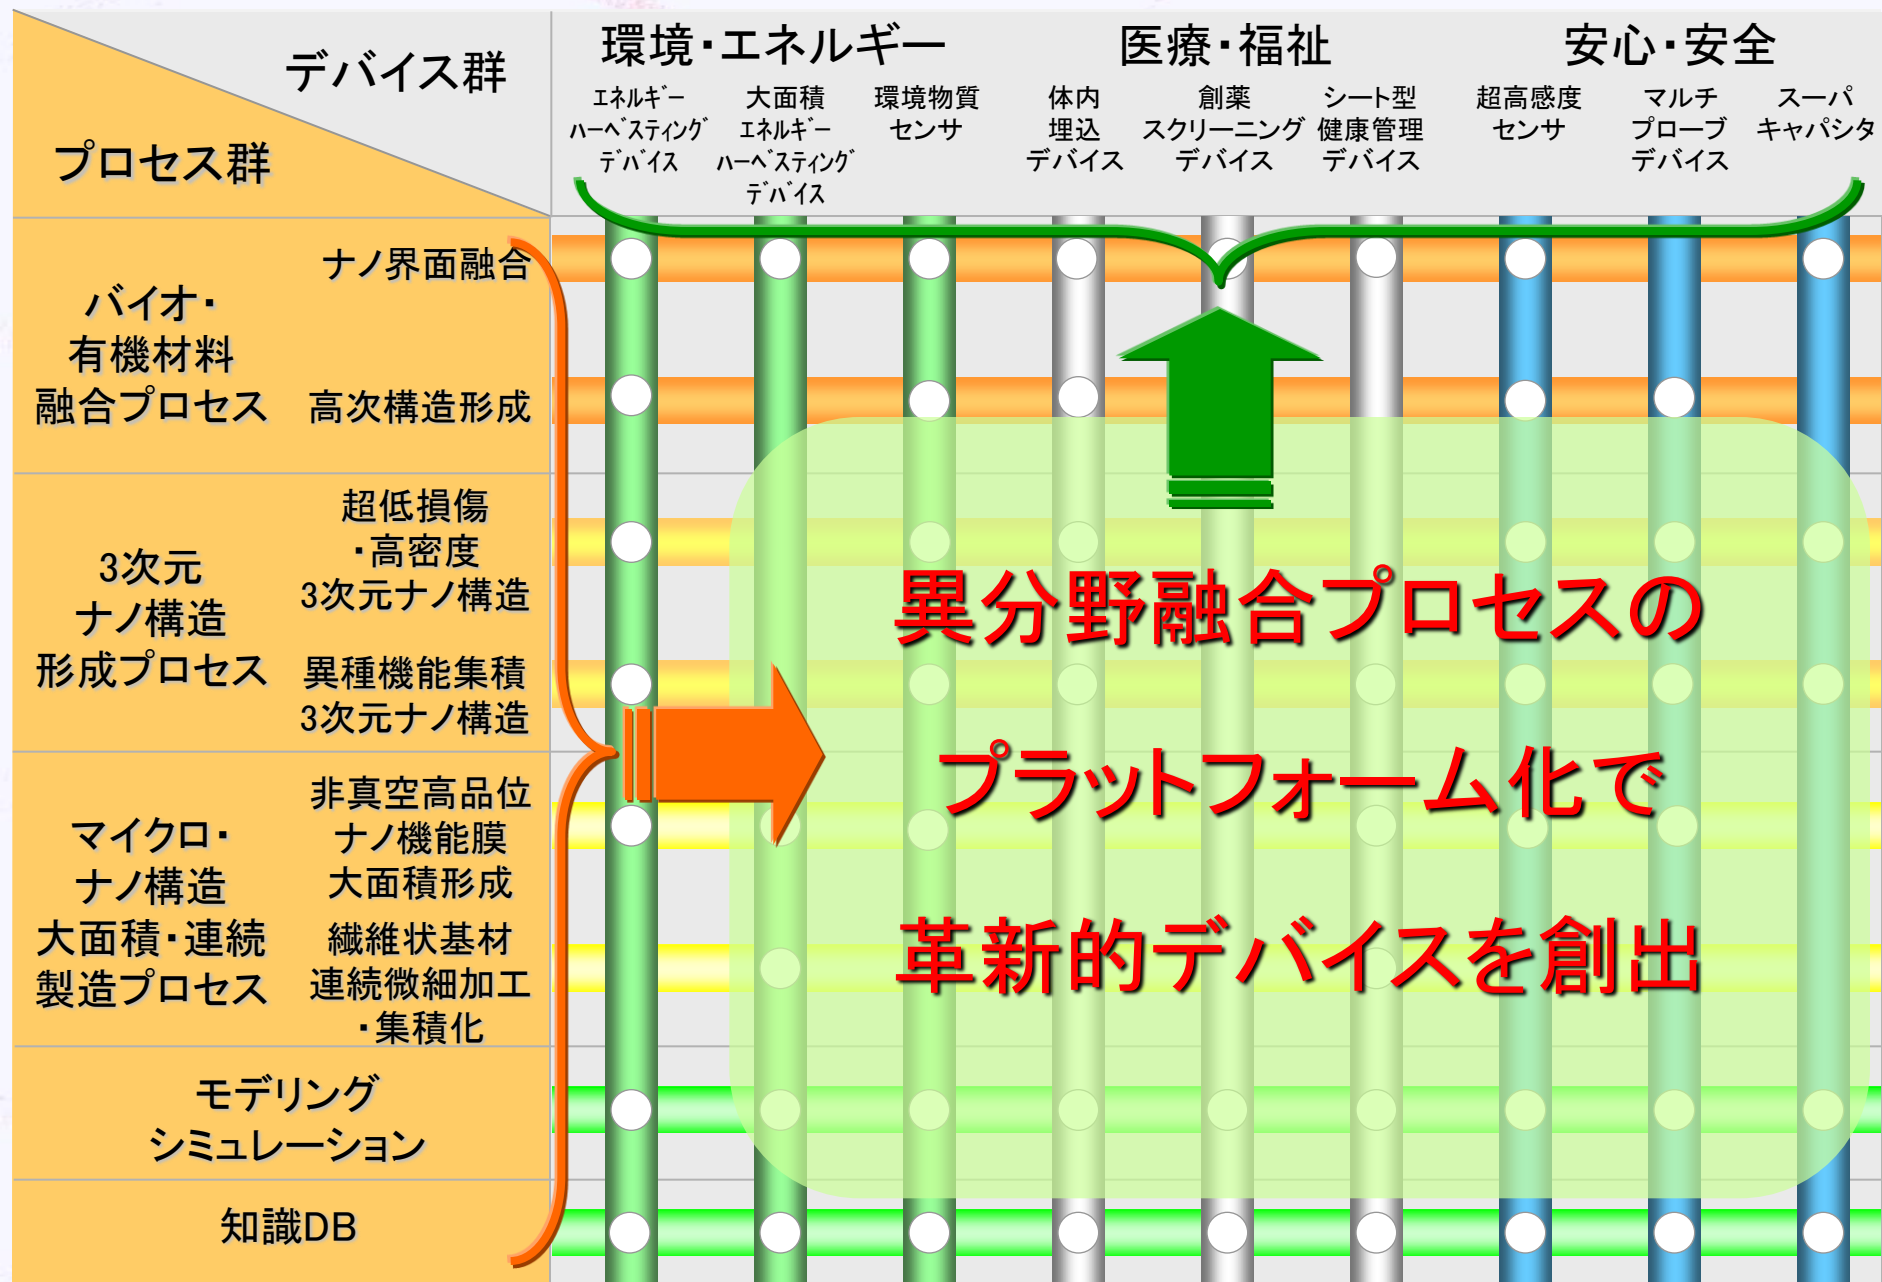 デバイス群
プロセス群
環境・エネルギー
医療・福祉
安心・安全
エネルギー
ハーベスティング
デバイス
大面積
エネルギー
ハーベスティング
デバイス
環境物質
センサ
体内
埋込
デバイス
創薬
スクリーニング
デバイス
シート型
健康管理
デバイス
超高感度
センサ
マルチ
プローブ
デバイス
スーパ
キャパシタ
バイオ・
有機材料
融合プロセス
ナノ界面融合
高次構造形成
3次元
ナノ構造
形成プロセス
超低損傷
・高密度
3次元ナノ構造
異種機能集積
3次元ナノ構造
マイクロ・
ナノ構造
大面積・連続
製造プロセス
非真空高品位
ナノ機能膜
大面積形成
繊維状基材
連続微細加工
・集積化
モデリング
シミュレーション
知識DB
異分野融合プロセスの
プラットフォーム化で
革新的デバイスを創出